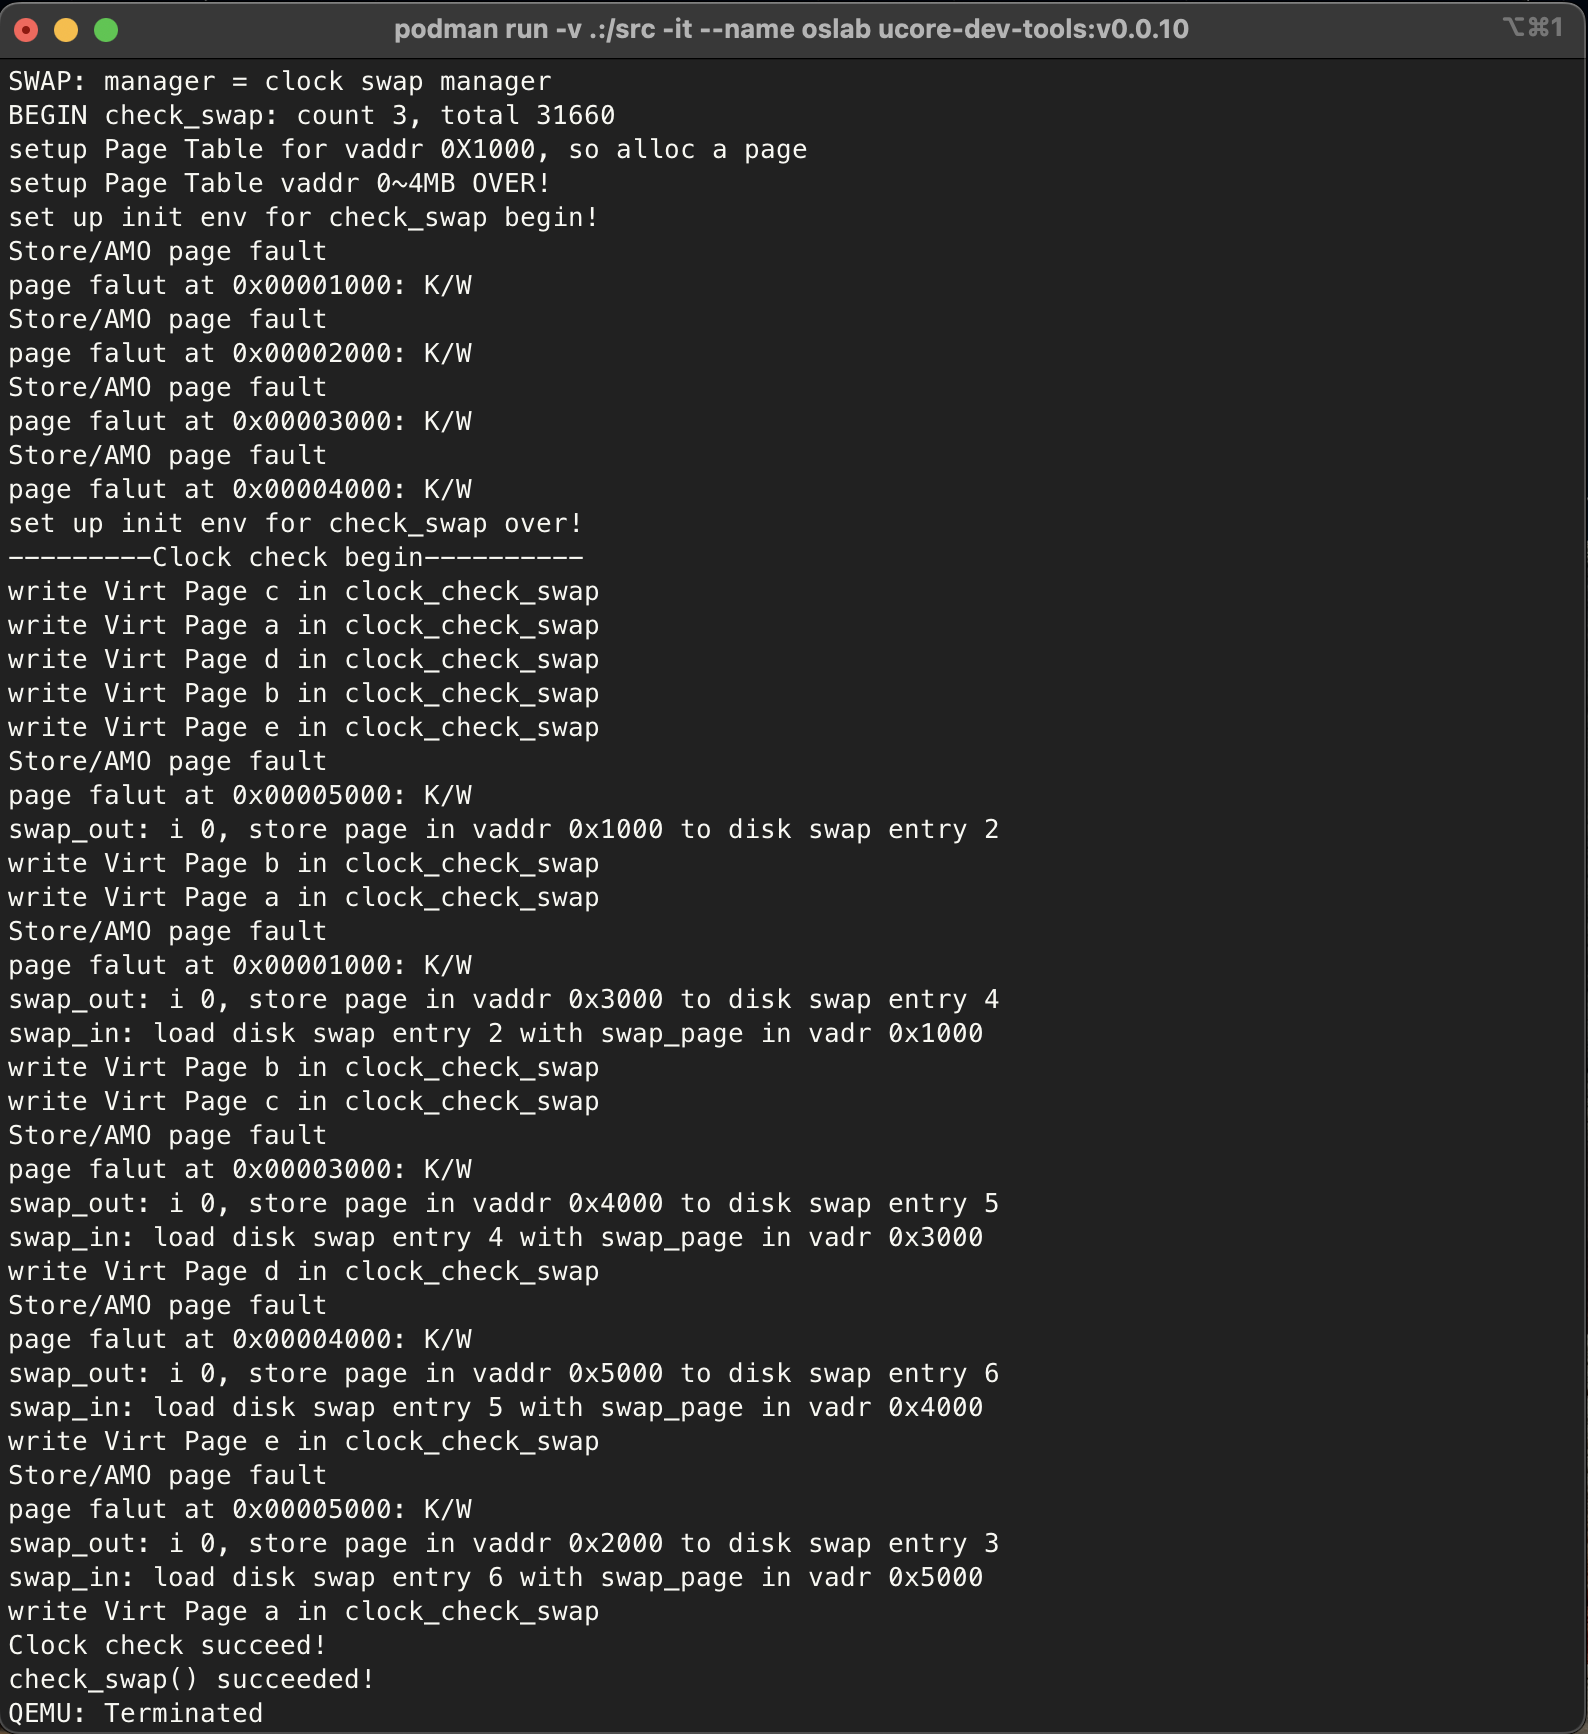 podman run -v .:/src -it --name oslab ucore-dev-tools:v0.0.10
⌥⌘1
SWAP: manager = clock swap manager
BEGIN check_swap: count 3, total 31660
setup Page Table for vaddr 0X1000, so alloc a page
setup Page Table vaddr 0~4MB OVER!
set up init env for check_swap begin!
Store/AMO page fault
page falut at 0x00001000: K/W
Store/AMO page fault
page falut at 0x00002000: K/W
Store/AMO page fault
page falut at 0x00003000: K/W
Store/AMO page fault
page falut at 0x00004000: K/W
set up init env for check_swap over!
---------Clock check begin----------
write Virt Page c in clock_check_swap
write Virt Page a in clock_check_swap
write Virt Page d in clock_check_swap
write Virt Page b in clock_check_swap
write Virt Page e in clock_check_swap
Store/AMO page fault
page falut at 0x00005000: K/W
swap_out: i 0, store page in vaddr 0x1000 to disk swap entry 2
write Virt Page b in clock_check_swap
write Virt Page a in clock_check_swap
Store/AMO page fault
page falut at 0x00001000: K/W
swap_out: i 0, store page in vaddr 0x3000 to disk swap entry 4
swap_in: load disk swap entry 2 with swap_page in vadr 0x1000
write Virt Page b in clock_check_swap
write Virt Page c in clock_check_swap
Store/AMO page fault
page falut at 0x00003000: K/W
swap_out: i 0, store page in vaddr 0x4000 to disk swap entry 5
swap_in: load disk swap entry 4 with swap_page in vadr 0x3000
write Virt Page d in clock_check_swap
Store/AMO page fault
page falut at 0x00004000: K/W
swap_out: i 0, store page in vaddr 0x5000 to disk swap entry 6
swap_in: load disk swap entry 5 with swap_page in vadr 0x4000
write Virt Page e in clock_check_swap
Store/AMO page fault
page falut at 0x00005000: K/W
swap_out: i 0, store page in vaddr 0x2000 to disk swap entry 3
swap_in: load disk swap entry 6 with swap_page in vadr 0x5000
write Virt Page a in clock_check_swap
Clock check succeed!
check_swap() succeeded!
QEMU: Terminated